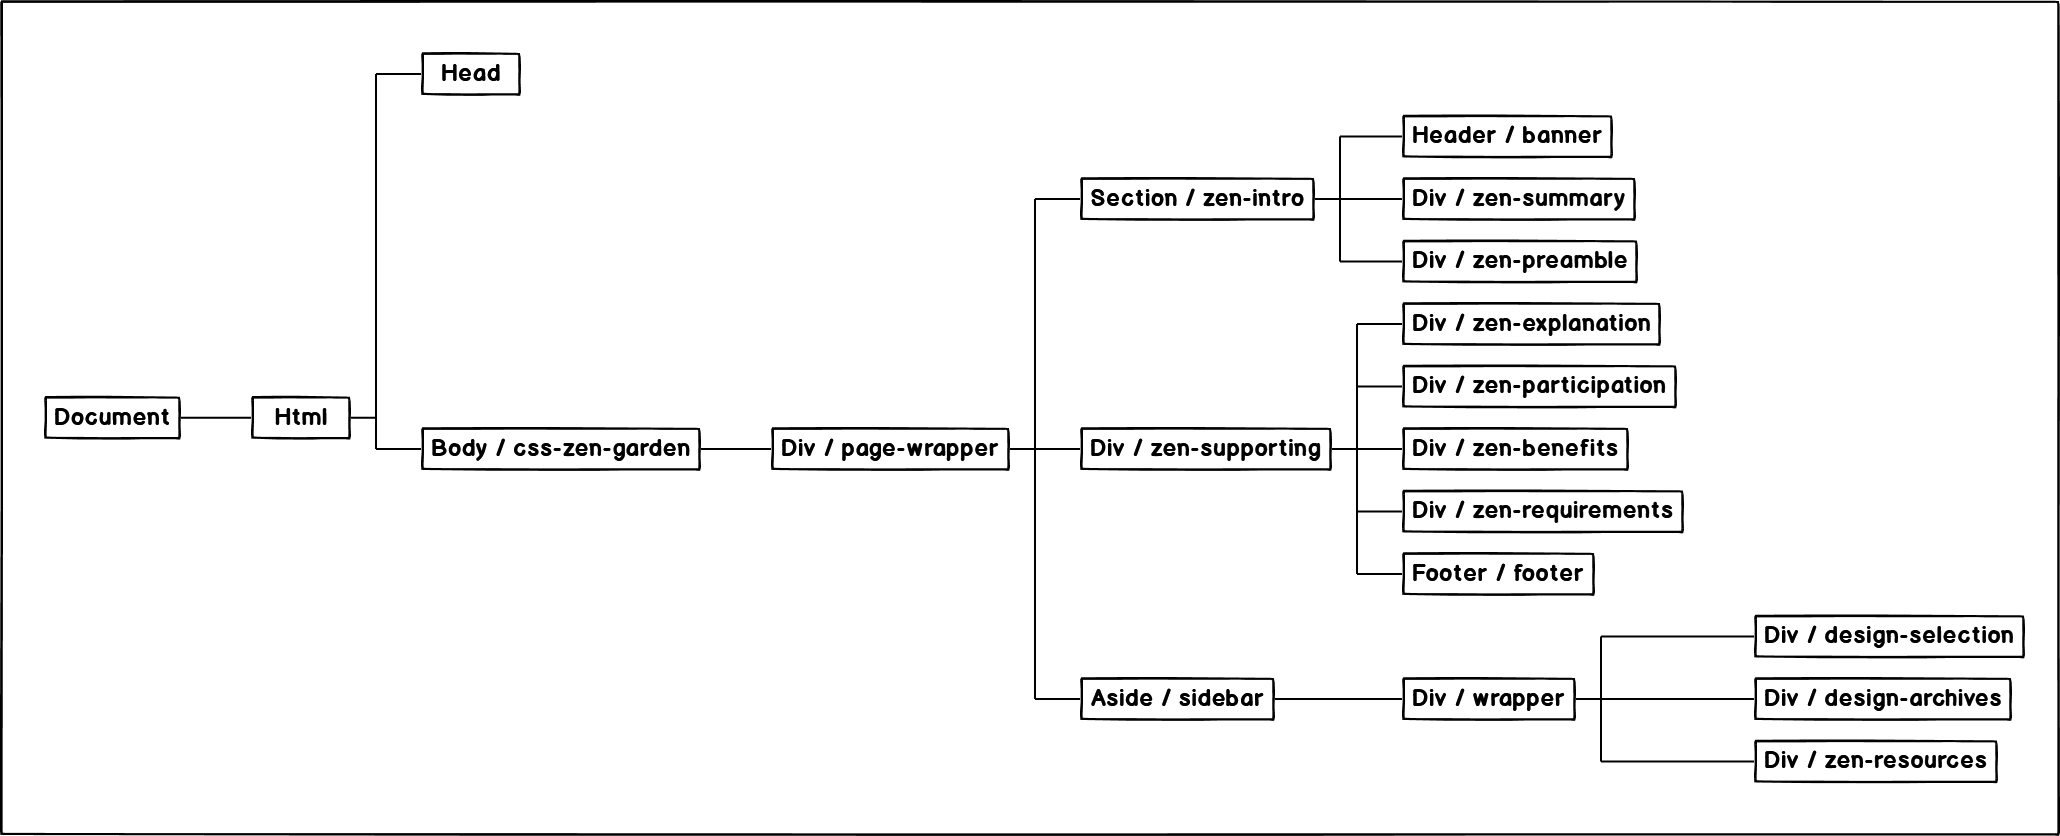 Head
Header / banner
Section / zen-intro
Div / zen-summary
Div / zen-preamble
Div / zen-explanation
Div / zen-participation
Document
Html
Body / css-zen-garden
Div / page-wrapper
Div / zen-supporting
Div / zen-benefits
Div / zen-requirements
Footer / footer
Div / design-selection
Aside / sidebar
Div / wrapper
Div / design-archives
Div / zen-resources